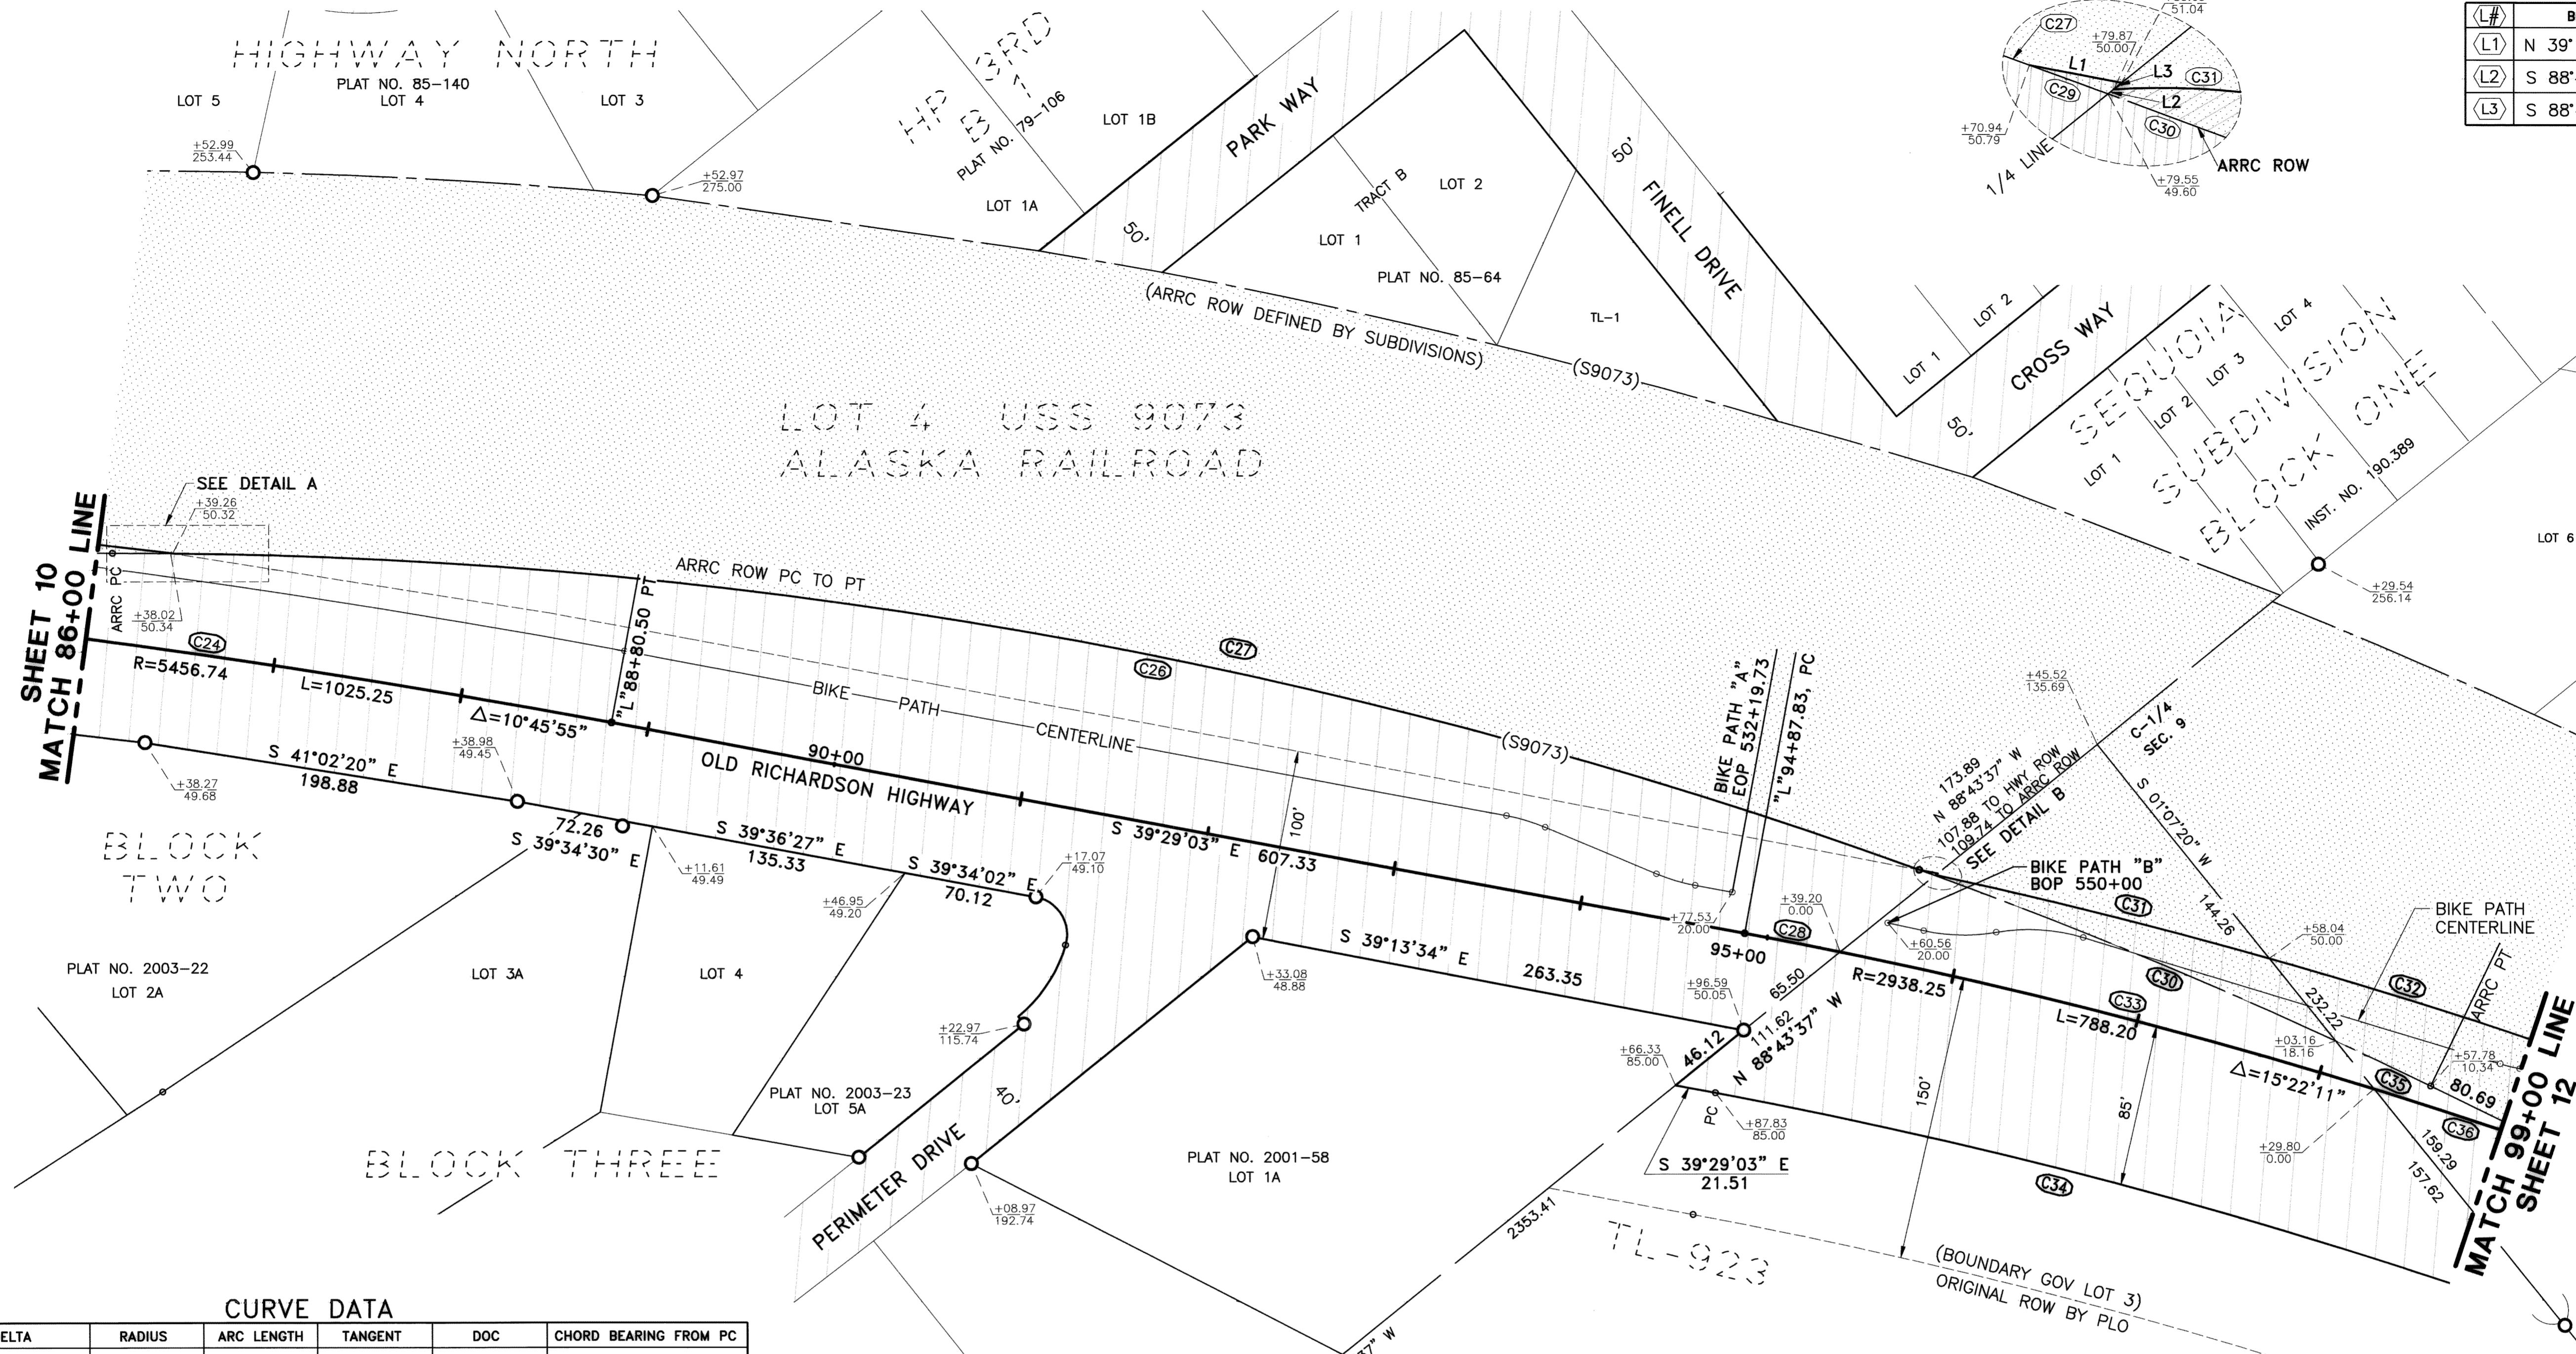 HIGHWAY NORTH
PLAT NO. 85-140
LOT 5
LOT 4
LOT 3
+52.99
253.44
+52.97
275.00
HP 3RD
B 1,
PLAT NO. 79-106
LOT 1B
LOT 1A
PARK WAY
50'
TRACT B
LOT 2
LOT 1
PLAT NO. 85-64
TL-1
50'
FINELL DRIVE
LOT 1
LOT 2
CROSS WAY
50'
SEQUOIA
SUBDIVISION
BLOCK ONE
LOT 1
LOT 2
LOT 3
LOT 4
INST. NO. 190.389
LOT 6
C27
51.04
+79.87
50.00
L1
L3
C31
C29
L2
C30
+70.94
50.79
1/4 LINE
ARRC ROW
+79.55
49.60
L#
B
L1 N 39°
L2 S 88°
L3 S 88°
(ARRC ROW DEFINED BY SUBDIVISIONS)
(S9073)
LOT 4 USS 9073
ALASKA RAILROAD
+29.54
256.14
SEE DETAIL A
+39.26
50.32
SHEET 10
MATCH 86+00 LINE
ARRC PC
+38.02
50.34
C24
R=5456.74
L=1025.25
Δ=10°45'55"
"L"88+80.50 PT
ARRC ROW PC TO PT
C26
C27
BIKE PATH CENTERLINE
(S9073)
90+00
OLD RICHARDSON HIGHWAY
S 39°29'03" E 607.33
100'
+38.27
49.68
S 41°02'20" E
198.88
+38.98
49.45
72.26
S 39°34'30" E
+11.61
49.49
S 39°36'27" E
135.33
S 39°34'02" E
70.12
+46.95
49.20
+17.07
49.10
BIKE PATH "A"
EOP 532+19.73
"L"94+87.83, PC
+77.53
20.00
+39.20
0.00
C28
95+00
+45.52
135.69
C-1/4
SEC. 9
173.89
N 88°43'37" W
107.88 TO HWY ROW
109.74 TO ARRC ROW
SEE DETAIL B
S 01°07'20" W
144.26
BIKE PATH "B"
BOP 550+00
C31
+60.56
20.00
BIKE PATH
CENTERLINE
+58.04
50.00
R=2938.25
C30
C33
L=788.20
232.22
C32
ARRC PT
+03.16
18.16
+57.78
10.34
Δ=15°22'11"
C35
80.69
C36
MATCH 99+00 LINE
SHEET 12
+29.80
0.00
159.29
157.62
+33.08
48.88
S 39°13'34" E
263.35
+96.59
50.05
65.50
111.62
N 88°43'37" W
46.12
+66.33
85.00
PC
+87.83
85.00
S 39°29'03" E
21.51
150'
85'
C34
BLOCK
TWO
PLAT NO. 2003-22
LOT 2A
LOT 3A
LOT 4
+22.97
115.74
PLAT NO. 2003-23
LOT 5A
40'
PERIMETER DRIVE
BLOCK THREE
+08.97
192.74
PLAT NO. 2001-58
LOT 1A
2353.41
TL-923
(BOUNDARY GOV LOT 3)
ORIGINAL ROW BY PLO
37" W
CURVE DATA
ELTA RADIUS ARC LENGTH TANGENT DOC CHORD BEARING FROM PC